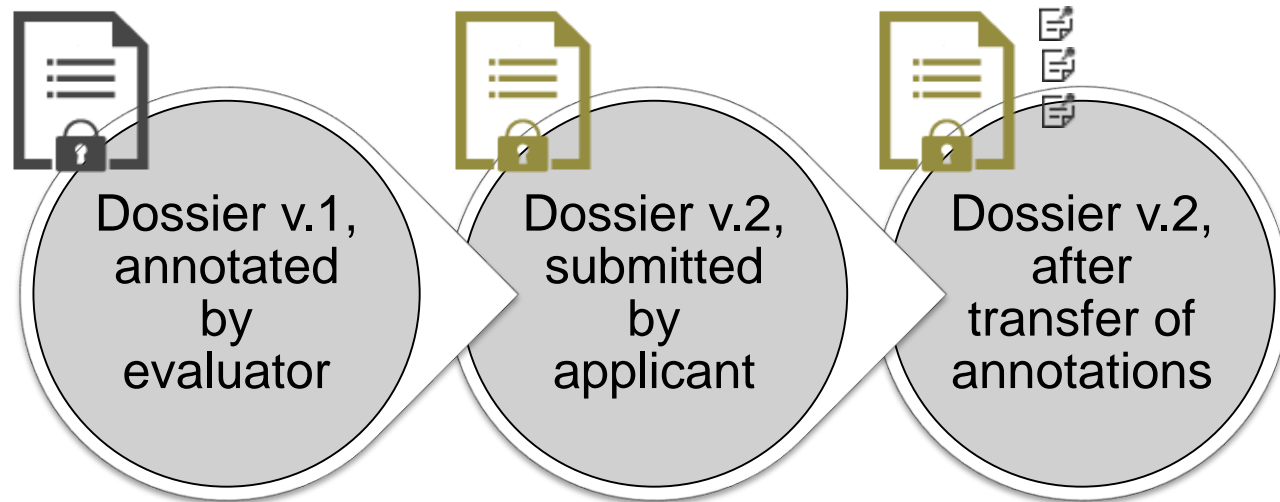 Dossier v.1,
annotated
by
evaluator
Dossier v.2,
submitted
by
applicant
Dossier v.2,
after
transfer of
annotations